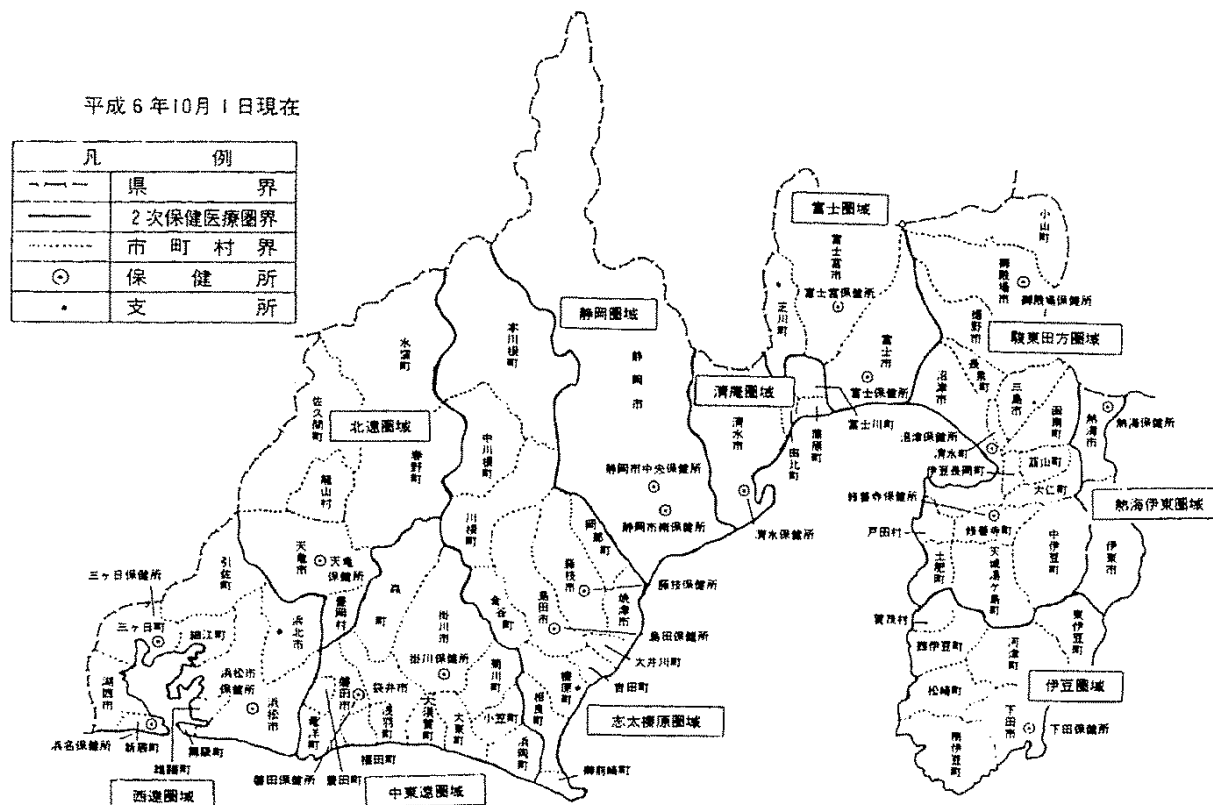 平成6年10月1日現在
凡例
県界
2次保健医療圏界
市町村界
保健所
支所
富士圏域
小山町
富士宮市
御殿場市
御殿場保健所
富士宮保健所
芝川町
静岡圏域
裾野市
駿東田方圏域
本川根町
水窪町
静岡市
富士市
長泉町
沼津市
三島市
清庵圏域
富士保健所
函南町
熱海市
熱海保健所
佐久間町
北遠圏域
清水市
蒲原町
富士川町
由比町
沼津保健所
清水町
中川根町
春野町
伊豆長岡町
韮山町
龍山村
静岡市中央保健所
大仁町
修善寺保健所
熱海伊東圏域
川根町
岡部町
静岡市南保健所
清水保健所
戸田村
修善寺町
中伊豆町
伊東市
天竜市
天竜保健所
引佐町
三ヶ日保健所
土肥町
天城湯ヶ島町
藤枝市
藤枝保健所
豊岡村
森町
掛川市
金谷町
島田市
焼津市
三ヶ日町
細江町
浜北市
島田保健所
賀茂村
東伊豆町
西伊豆町
河津町
大井川町
浜松市保健所
掛川保健所
菊川町
榛原町
吉田町
湖西市
浜松市
磐田市
袋井市
相良町
松崎町
伊豆圏域
志太榛原圏域
浅羽町
大須賀町
大東町
小笠町
竜洋町
浜岡町
下田市
下田保健所
浜名保健所
新居町
舞阪町
福田町
南伊豆町
雄踏町
磐田保健所
豊田町
御前崎町
西遠圏域
中東遠圏域